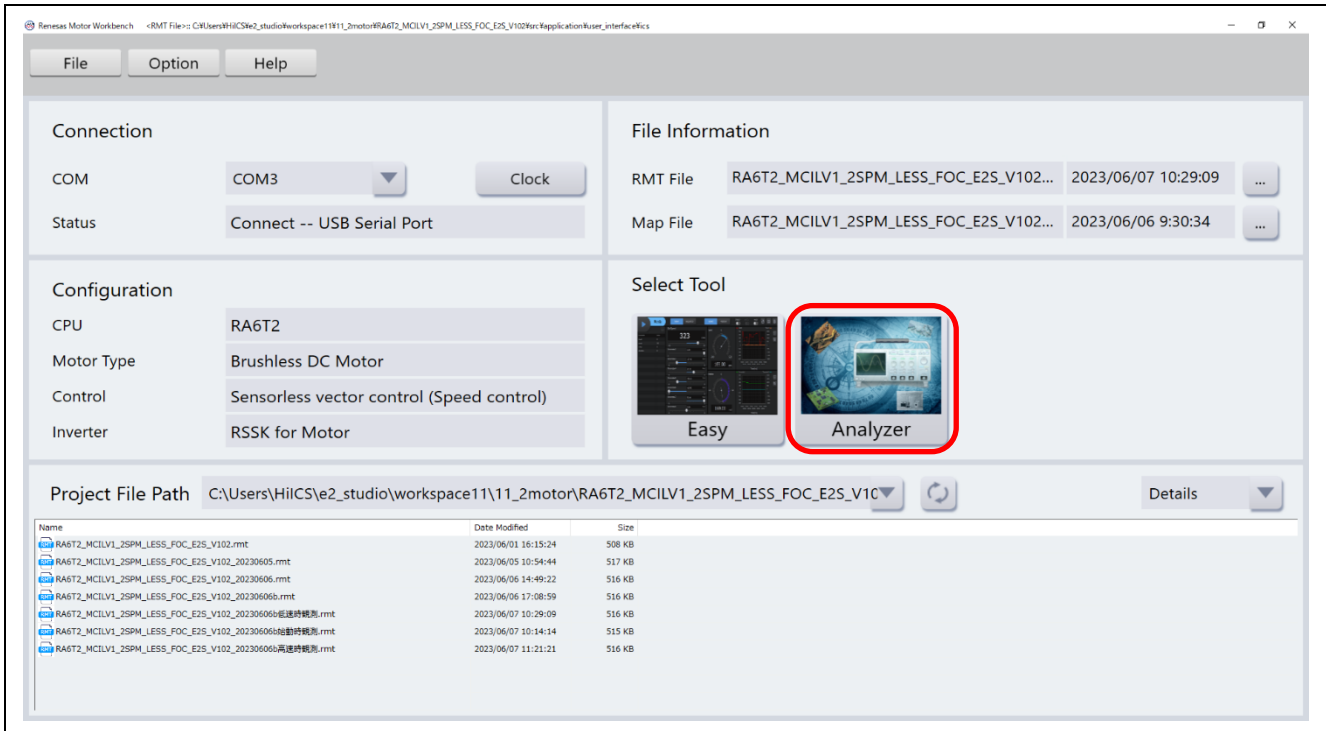 Renesas Motor Workbench <RMT File>:: C:¥Users¥HiICS¥e2_studio¥workspace11¥11_2motor¥RA6T2_MCILV1_2SPM_LESS_FOC_E2S_V102¥src¥application¥user_interface¥ics
File Option Help
Connection
COM COM3 Clock
Status Connect -- USB Serial Port
File Information
RMT File RA6T2_MCILV1_2SPM_LESS_FOC_E2S_V102... 2023/06/07 10:29:09 ...
Map File RA6T2_MCILV1_2SPM_LESS_FOC_E2S_V102... 2023/06/06 9:30:34 ...
Configuration
CPU RA6T2
Motor Type Brushless DC Motor
Control Sensorless vector control (Speed control)
Inverter RSSK for Motor
Select Tool
323
Easy Analyzer
Project File Path C:\Users\HiICS\e2_studio\workspace11\11_2motor\RA6T2_MCILV1_2SPM_LESS_FOC_E2S_V10 Details
Name Date Modified Size
RA6T2_MCILV1_2SPM_LESS_FOC_E2S_V102.rmt 2023/06/01 16:15:24 508 KB
RA6T2_MCILV1_2SPM_LESS_FOC_E2S_V102_20230605.rmt 2023/06/05 10:54:44 517 KB
RA6T2_MCILV1_2SPM_LESS_FOC_E2S_V102_20230606.rmt 2023/06/06 14:49:22 516 KB
RA6T2_MCILV1_2SPM_LESS_FOC_E2S_V102_20230606b.rmt 2023/06/06 17:08:59 516 KB
RA6T2_MCILV1_2SPM_LESS_FOC_E2S_V102_20230606b低速時観測.rmt 2023/06/07 10:29:09 516 KB
RA6T2_MCILV1_2SPM_LESS_FOC_E2S_V102_20230606b始動時観測.rmt 2023/06/07 10:14:14 515 KB
RA6T2_MCILV1_2SPM_LESS_FOC_E2S_V102_20230606b高速時観測.rmt 2023/06/07 11:21:21 516 KB